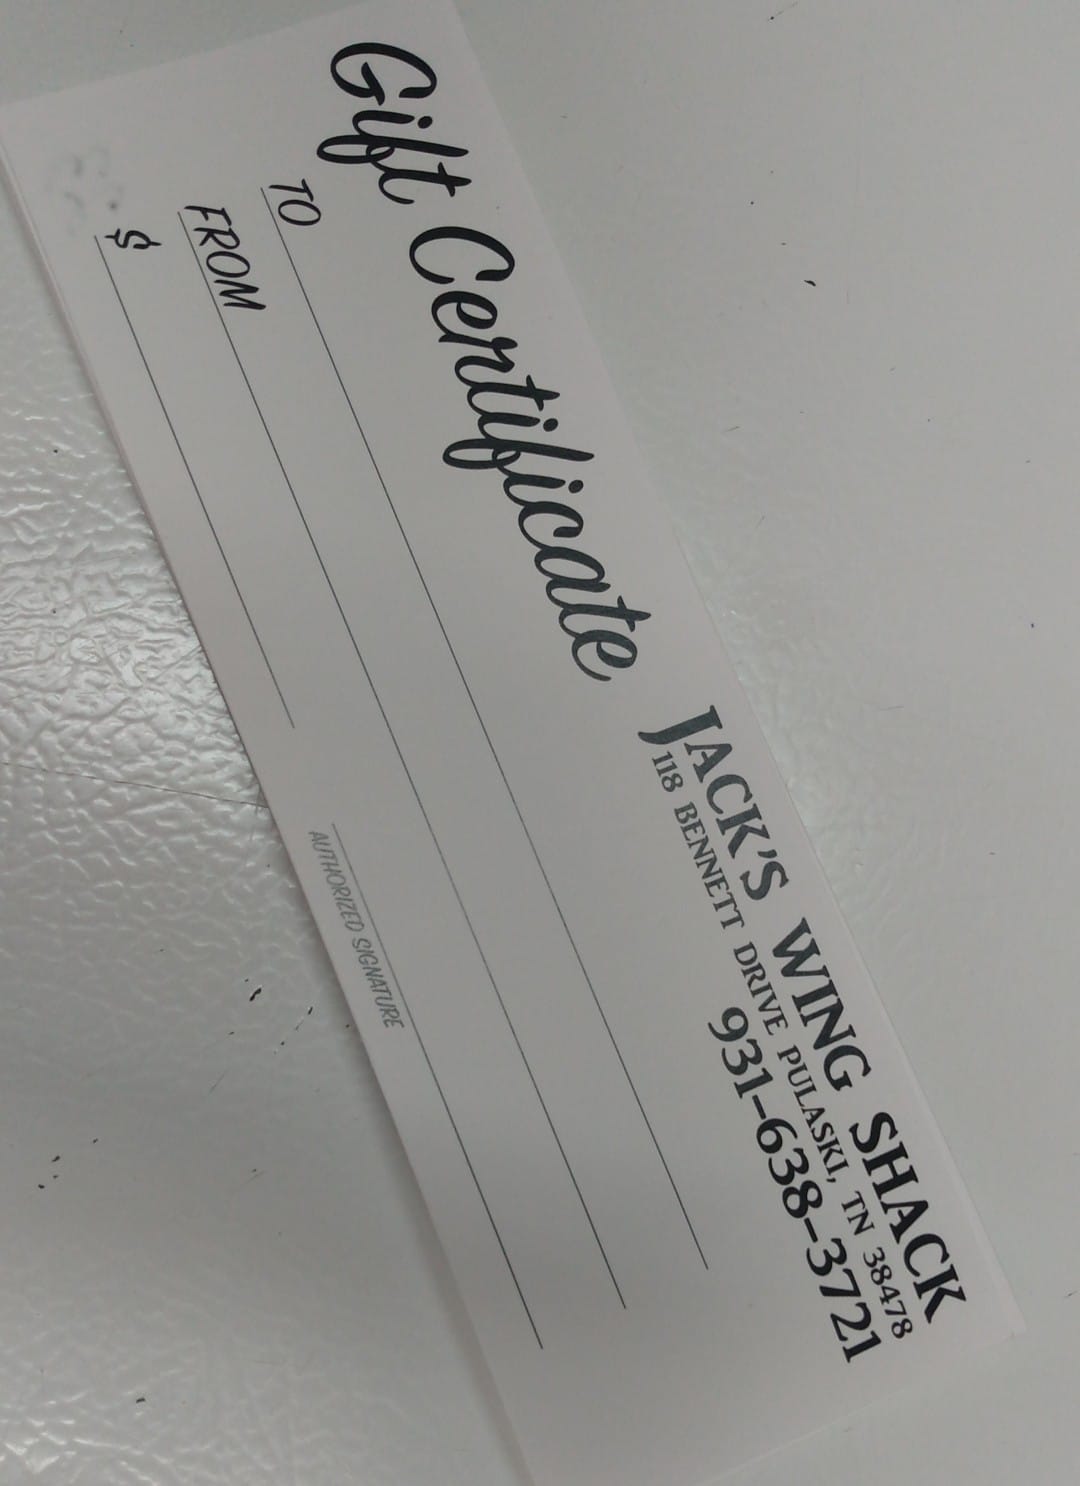 Gift Certificate
JACK'S WING SHACK
118 BENNETT DRIVE PULASKI, TN 38478
931-638-3721
TO
FROM
$
AUTHORIZED SIGNATURE